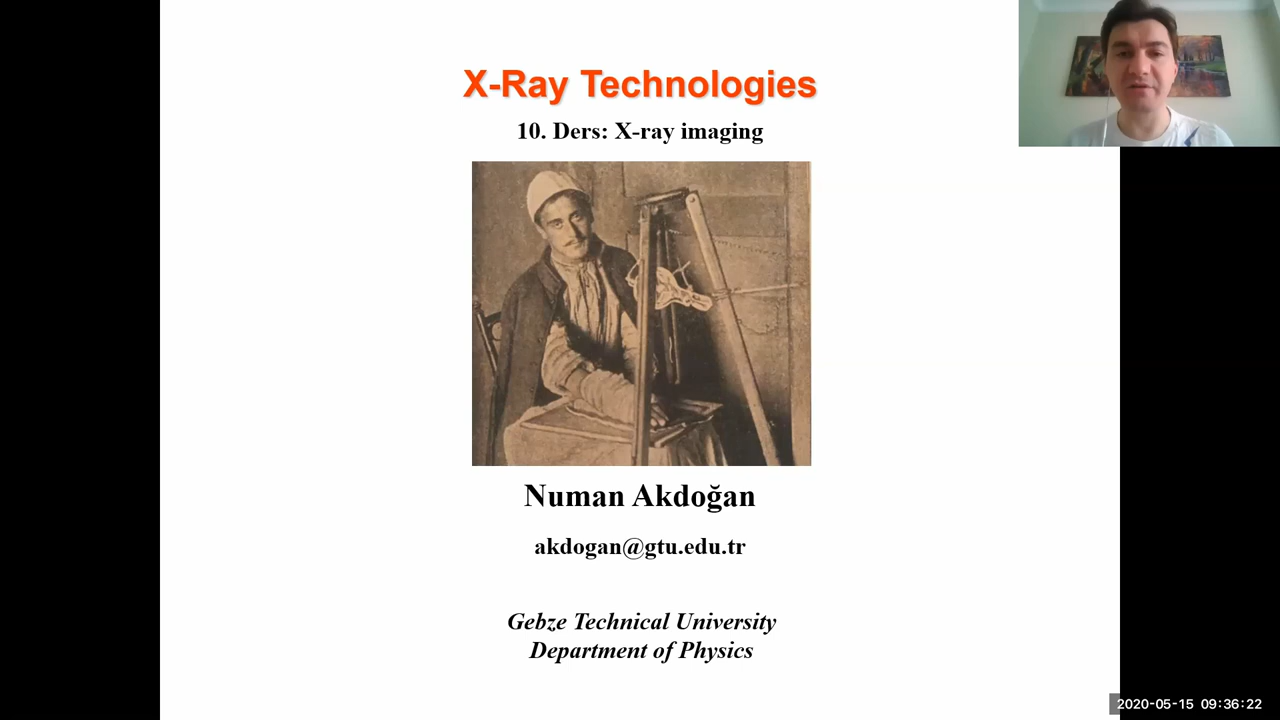 X-Ray Technologies
10. Ders: X-ray imaging
Numan Akdoğan
akdogan@gtu.edu.tr
Gebze Technical University
Department of Physics
2020-05-15 09:36:22